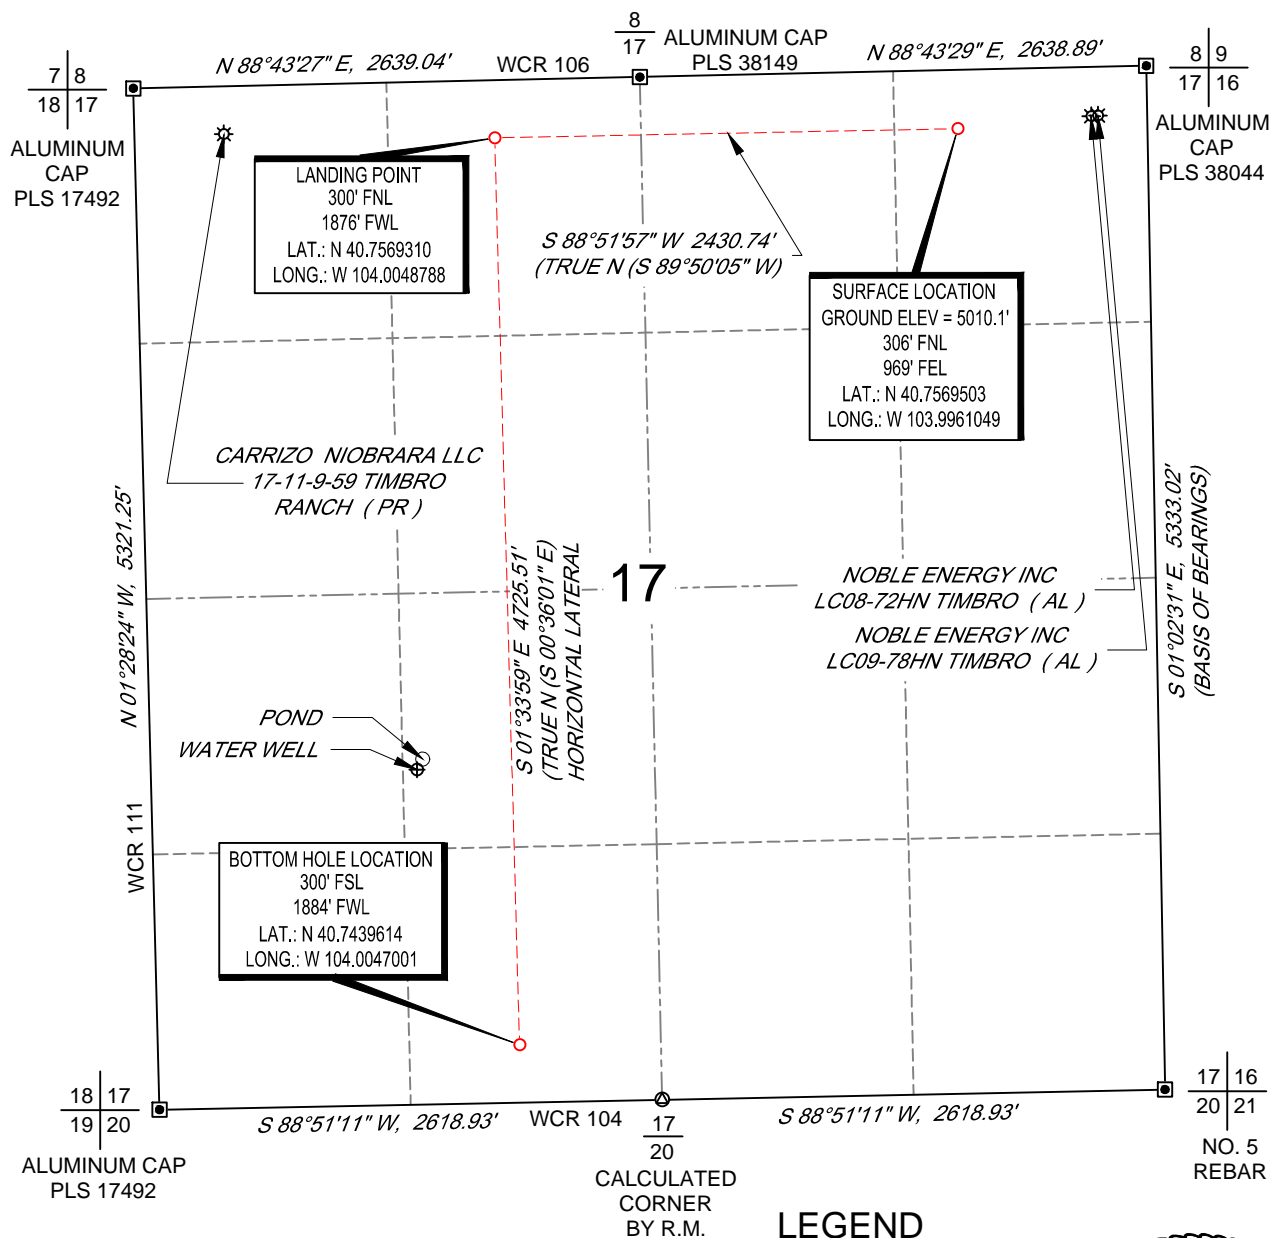 8
17
ALUMINUM CAP
PLS 38149
N 88°43'27" E, 2639.04'
WCR 106
N 88°43'29" E, 2638.89'
7 8
18 17
ALUMINUM
CAP
PLS 17492
8 9
17 16
ALUMINUM
CAP
PLS 38044
LANDING POINT
300' FNL
1876' FWL
LAT.: N 40.7569310
LONG.: W 104.0048788
S 88°51'57" W 2430.74'
(TRUE N (S 89°50'05" W)
SURFACE LOCATION
GROUND ELEV = 5010.1'
306' FNL
969' FEL
LAT.: N 40.7569503
LONG.: W 103.9961049
CARRIZO NIOBRARA LLC
17-11-9-59 TIMBRO
RANCH ( PR )
N 01°28'24" W, 5321.25'
WCR 111
S 01°33'59" E 4725.51'
(TRUE N (S 00°36'01" E)
HORIZONTAL LATERAL
17
NOBLE ENERGY INC
LC08-72HN TIMBRO ( AL )
NOBLE ENERGY INC
LC09-78HN TIMBRO ( AL )
S 01°02'31" E, 5333.02'
(BASIS OF BEARINGS)
POND
WATER WELL
BOTTOM HOLE LOCATION
300' FSL
1884' FWL
LAT.: N 40.7439614
LONG.: W 104.0047001
18 17
19 20
ALUMINUM CAP
PLS 17492
S 88°51'11" W, 2618.93'
WCR 104
17
20
CALCULATED
CORNER
BY R.M.
S 88°51'11" W, 2618.93'
17 16
20 21
NO. 5
REBAR
LEGEND